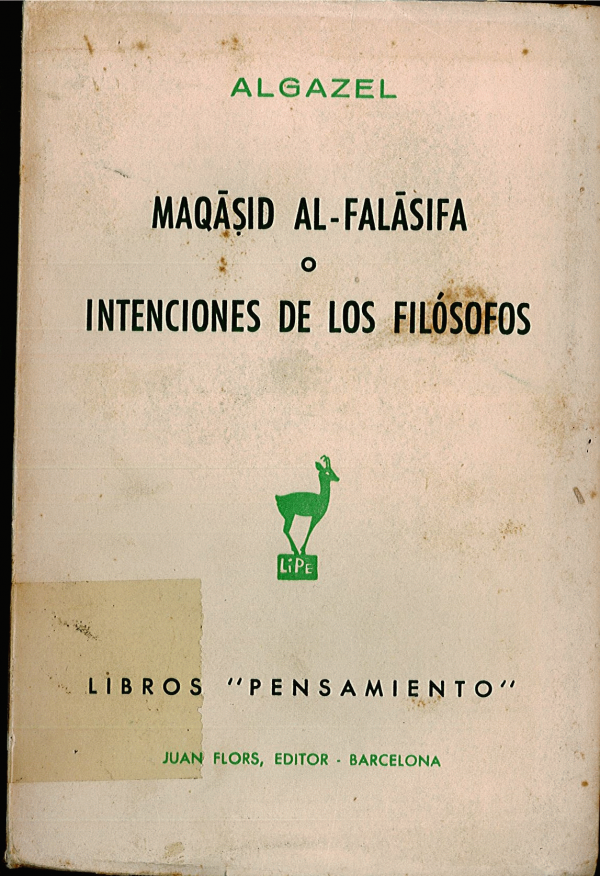 ALGAZEL
MAQĀṢID AL-FALĀSIFA
o
INTENCIONES DE LOS FILÓSOFOS
LiPE
LIBROS "PENSAMIENTO"
JUAN FLORS, EDITOR - BARCELONA